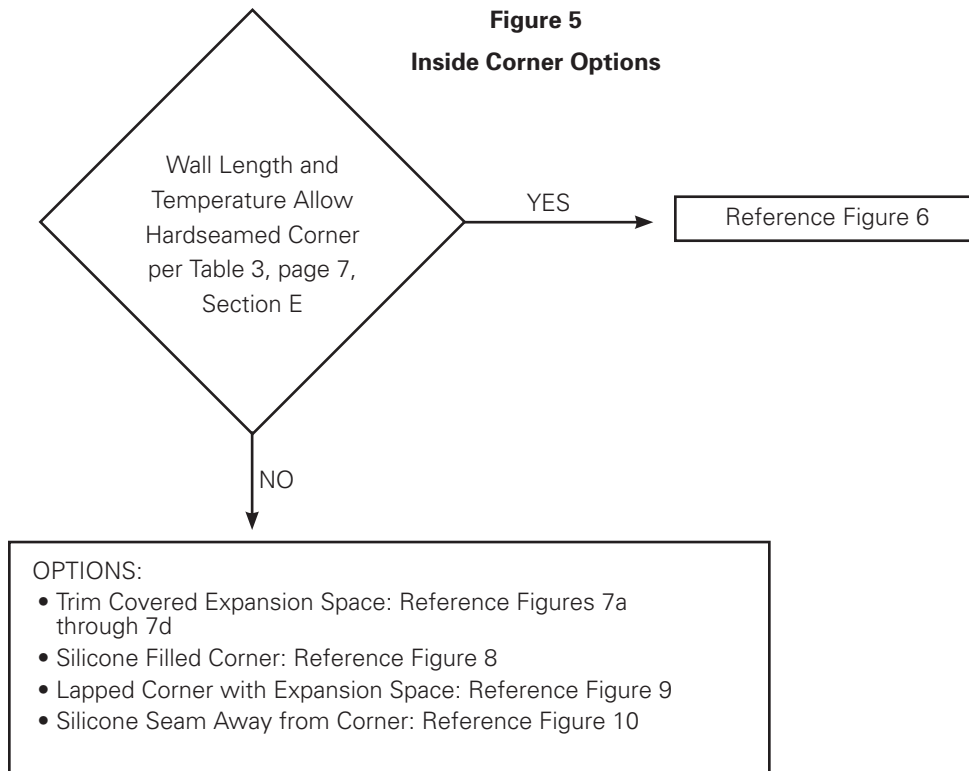 Figure 5
Inside Corner Options
Wall Length and
Temperature Allow
Hardseamed Corner
per Table 3, page 7,
Section E
YES
Reference Figure 6
NO
OPTIONS:
• Trim Covered Expansion Space: Reference Figures 7a
through 7d
• Silicone Filled Corner: Reference Figure 8
• Lapped Corner with Expansion Space: Reference Figure 9
• Silicone Seam Away from Corner: Reference Figure 10